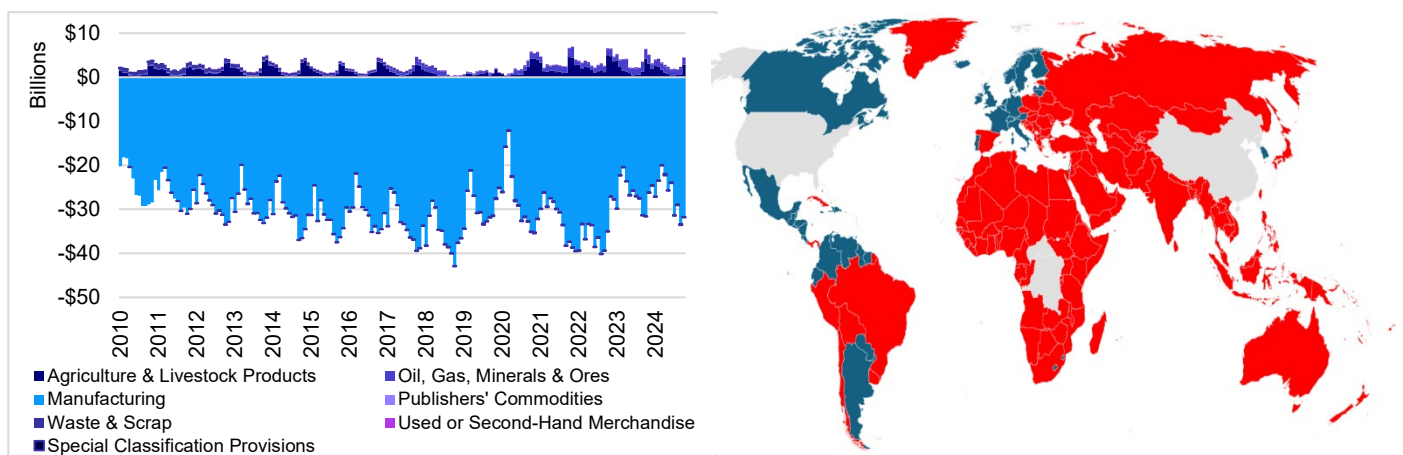 Billions
$10
$0
-$10
-$20
-$30
-$40
-$50
2010
2011
2012
2013
2014
2015
2016
2017
2018
2019
2020
2021
2022
2023
2024
Agriculture & Livestock Products
Oil, Gas, Minerals & Ores
Manufacturing
Publishers' Commodities
Waste & Scrap
Used or Second-Hand Merchandise
Special Classification Provisions